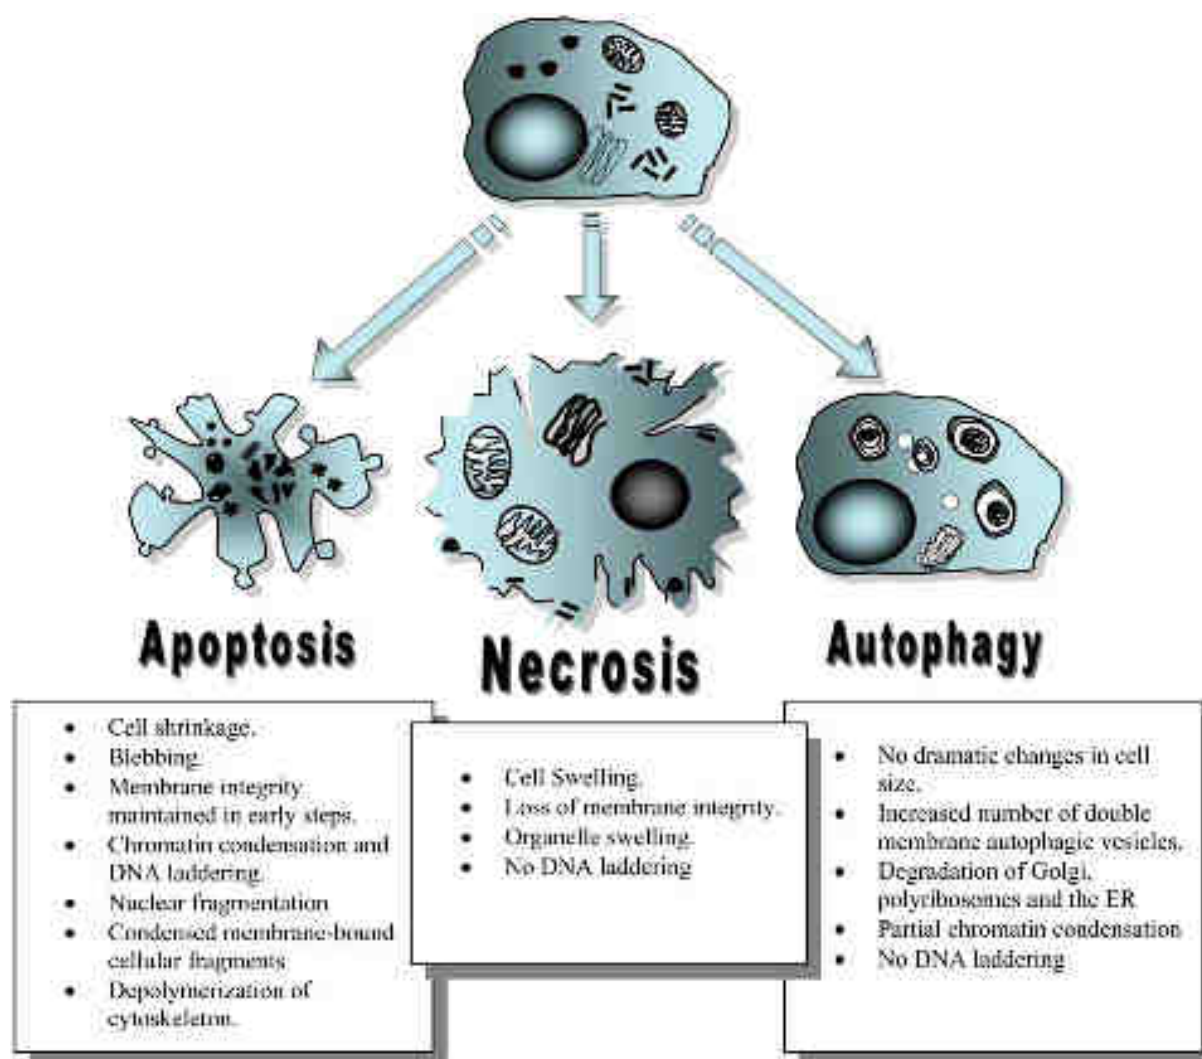 Apoptosis
Necrosis
Autophagy
• Cell shrinkage.
• Blebbing.
• Membrane integrity
maintained in early steps.
• Chromatin condensation and
DNA laddering.
• Nuclear fragmentation
• Condensed membrane-bound
cellular fragments
• Depolymerization of
cytoskeleton.
• Cell Swelling.
• Loss of membrane integrity.
• Organelle swelling.
• No DNA laddering
• No dramatic changes in cell
size.
• Increased number of double
membrane autophagic vesicles.
• Degradation of Golgi,
polyribosomes and the ER
• Partial chromatin condensation
• No DNA laddering